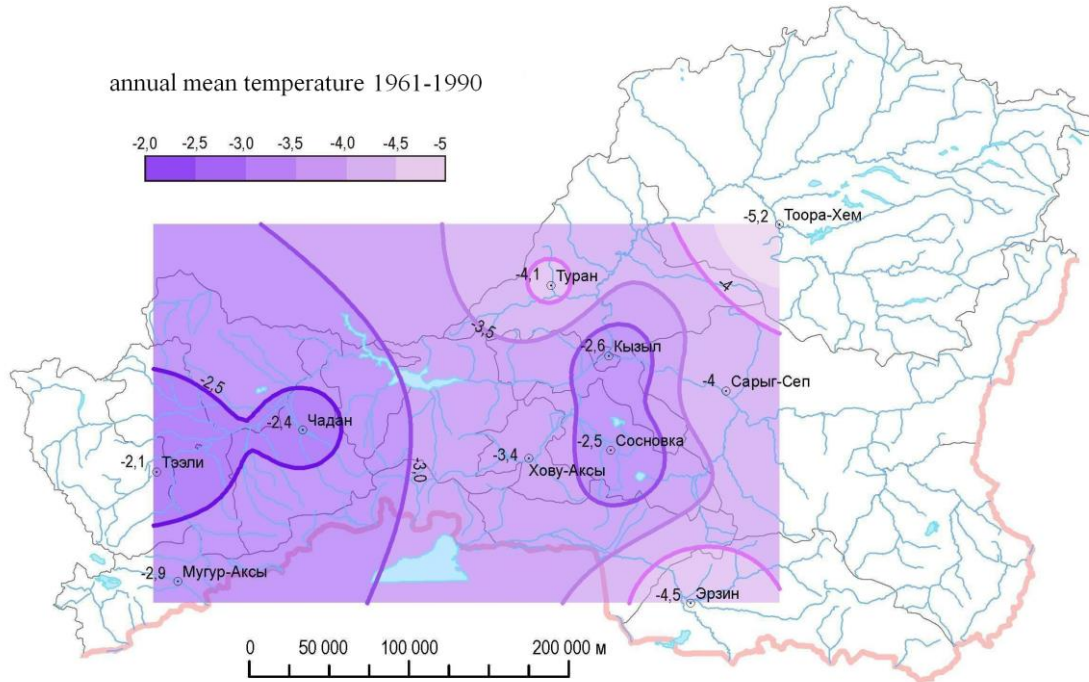 annual mean temperature 1961-1990
-2,0 -2,5 -3,0 -3,5 -4,0 -4,5 -5
-5,2 Тоора-Хем
-4,1 Туран
-4
-3,5
-2,6 Кызыл
-2,5
-4 Сарыг-Сеп
-2,4 Чадан
-2,5 Сосновка
-3,4 Хову-Аксы
-3,0
-2,1 Тээли
-2,9 Мугур-Аксы
-4,5 Эрзин
0 50 000 100 000 200 000 м